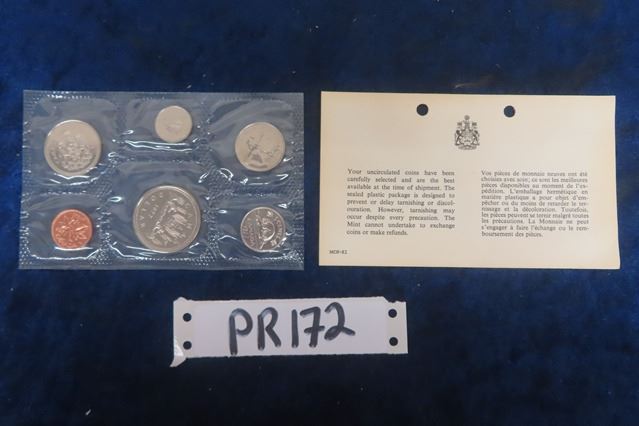 Your uncirculated coins have been
carefully selected and are the best
available at the time of shipment. The
sealed plastic package is designed to
prevent or delay tarnishing or discol-
ouration. However, tarnishing may
occur despite every precaution. The
Mint cannot undertake to exchange
coins or make refunds.
Vos pièces de monnaie neuves ont été
choisies avec soin; ce sont les meilleures
pièces disponibles au moment de l'ex-
pédition. L'emballage hermétique en
matière plastique a pour objet d'em-
pêcher ou du moins de retarder le ter-
nissage et la décoloration. Toutefois,
les pièces peuvent se ternir malgré toutes
les précautions. La Monnaie ne peut
s'engager à faire l'échange ou le rem-
boursement des pièces.
PR172